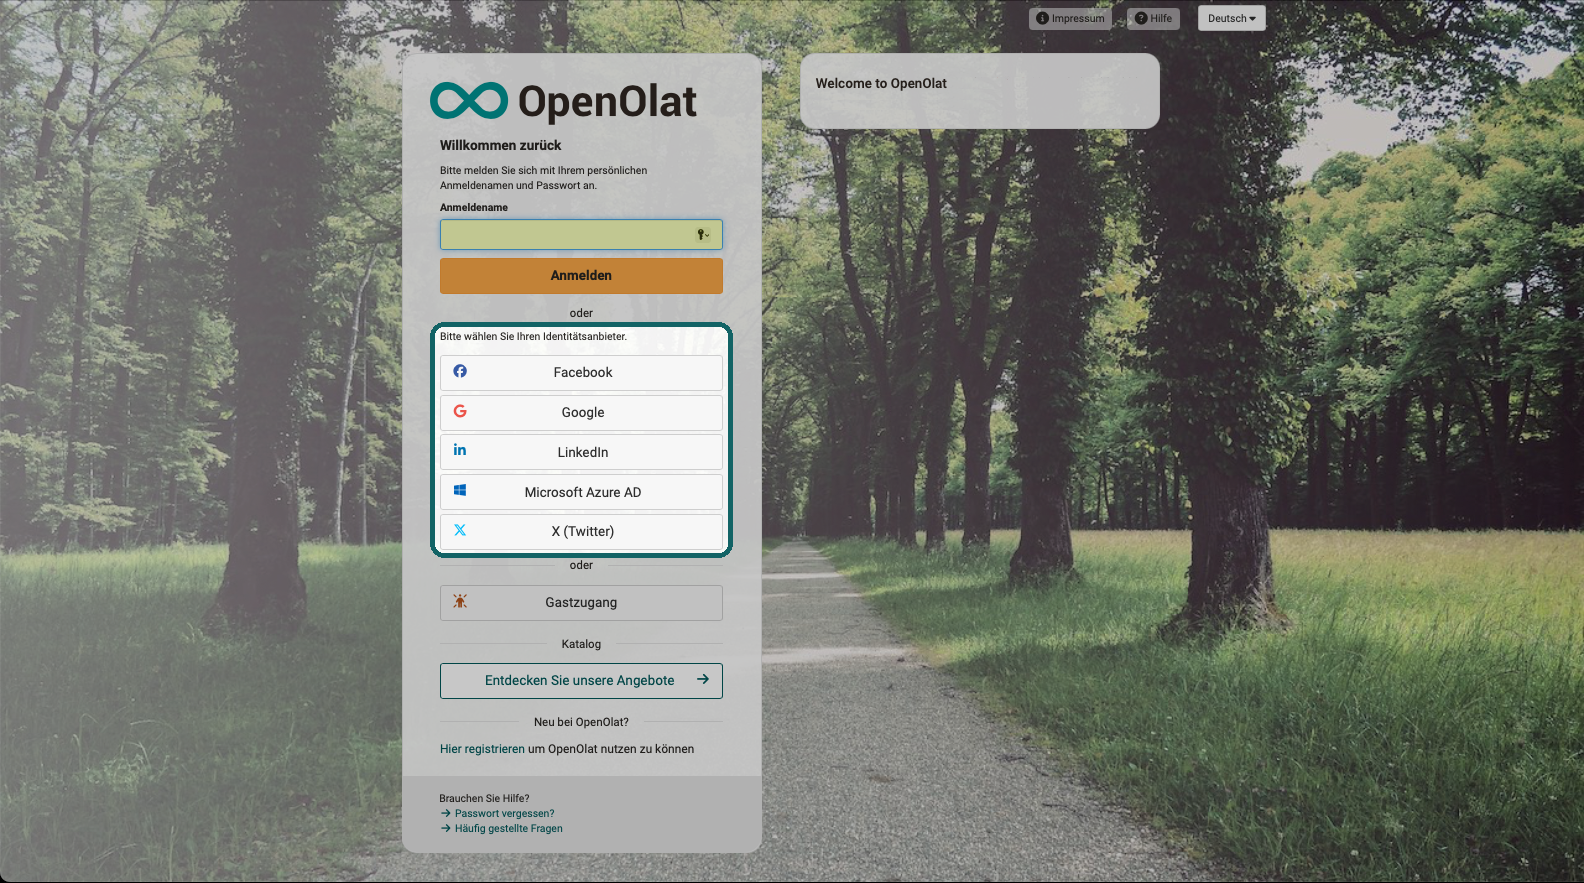 Impressum
Hilfe
Deutsch
OpenOlat
Welcome to OpenOlat
Willkommen zurück
Bitte melden Sie sich mit Ihrem persönlichen
Anmeldenamen und Passwort an.
Anmeldename
Anmelden
oder
Bitte wählen Sie Ihren Identitätsanbieter.
Facebook
Google
LinkedIn
Microsoft Azure AD
X (Twitter)
oder
Gastzugang
Katalog
Entdecken Sie unsere Angebote
Neu bei OpenOlat?
Hier registrieren um OpenOlat nutzen zu können
Brauchen Sie Hilfe?
Passwort vergessen?
Häufig gestellte Fragen